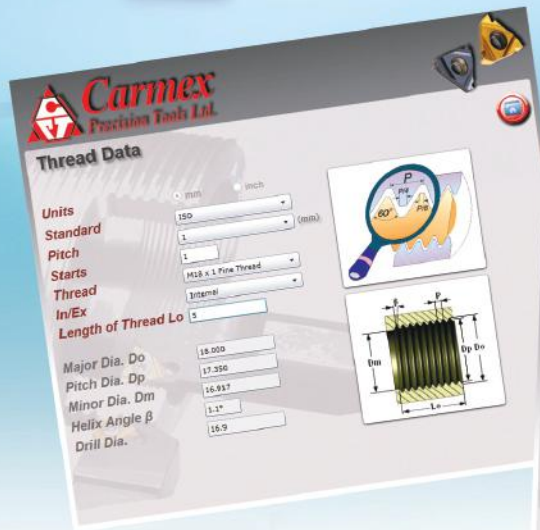 CPT
Carmex
Precision Tools Ltd.
Thread Data
Units mm inch
Standard ISO
Pitch 1 (mm)
Starts 1
Thread M18 x 1 Fine Thread
In/Ex Internal
Length of Thread Lo 5
Major Dia. Do 18.000
Pitch Dia. Dp 17.350
Minor Dia. Dm 16.917
Helix Angle β 1.1°
Drill Dia. 16.9
P
P/4
60°
P/8
β P
Dm Dp Do
Lo